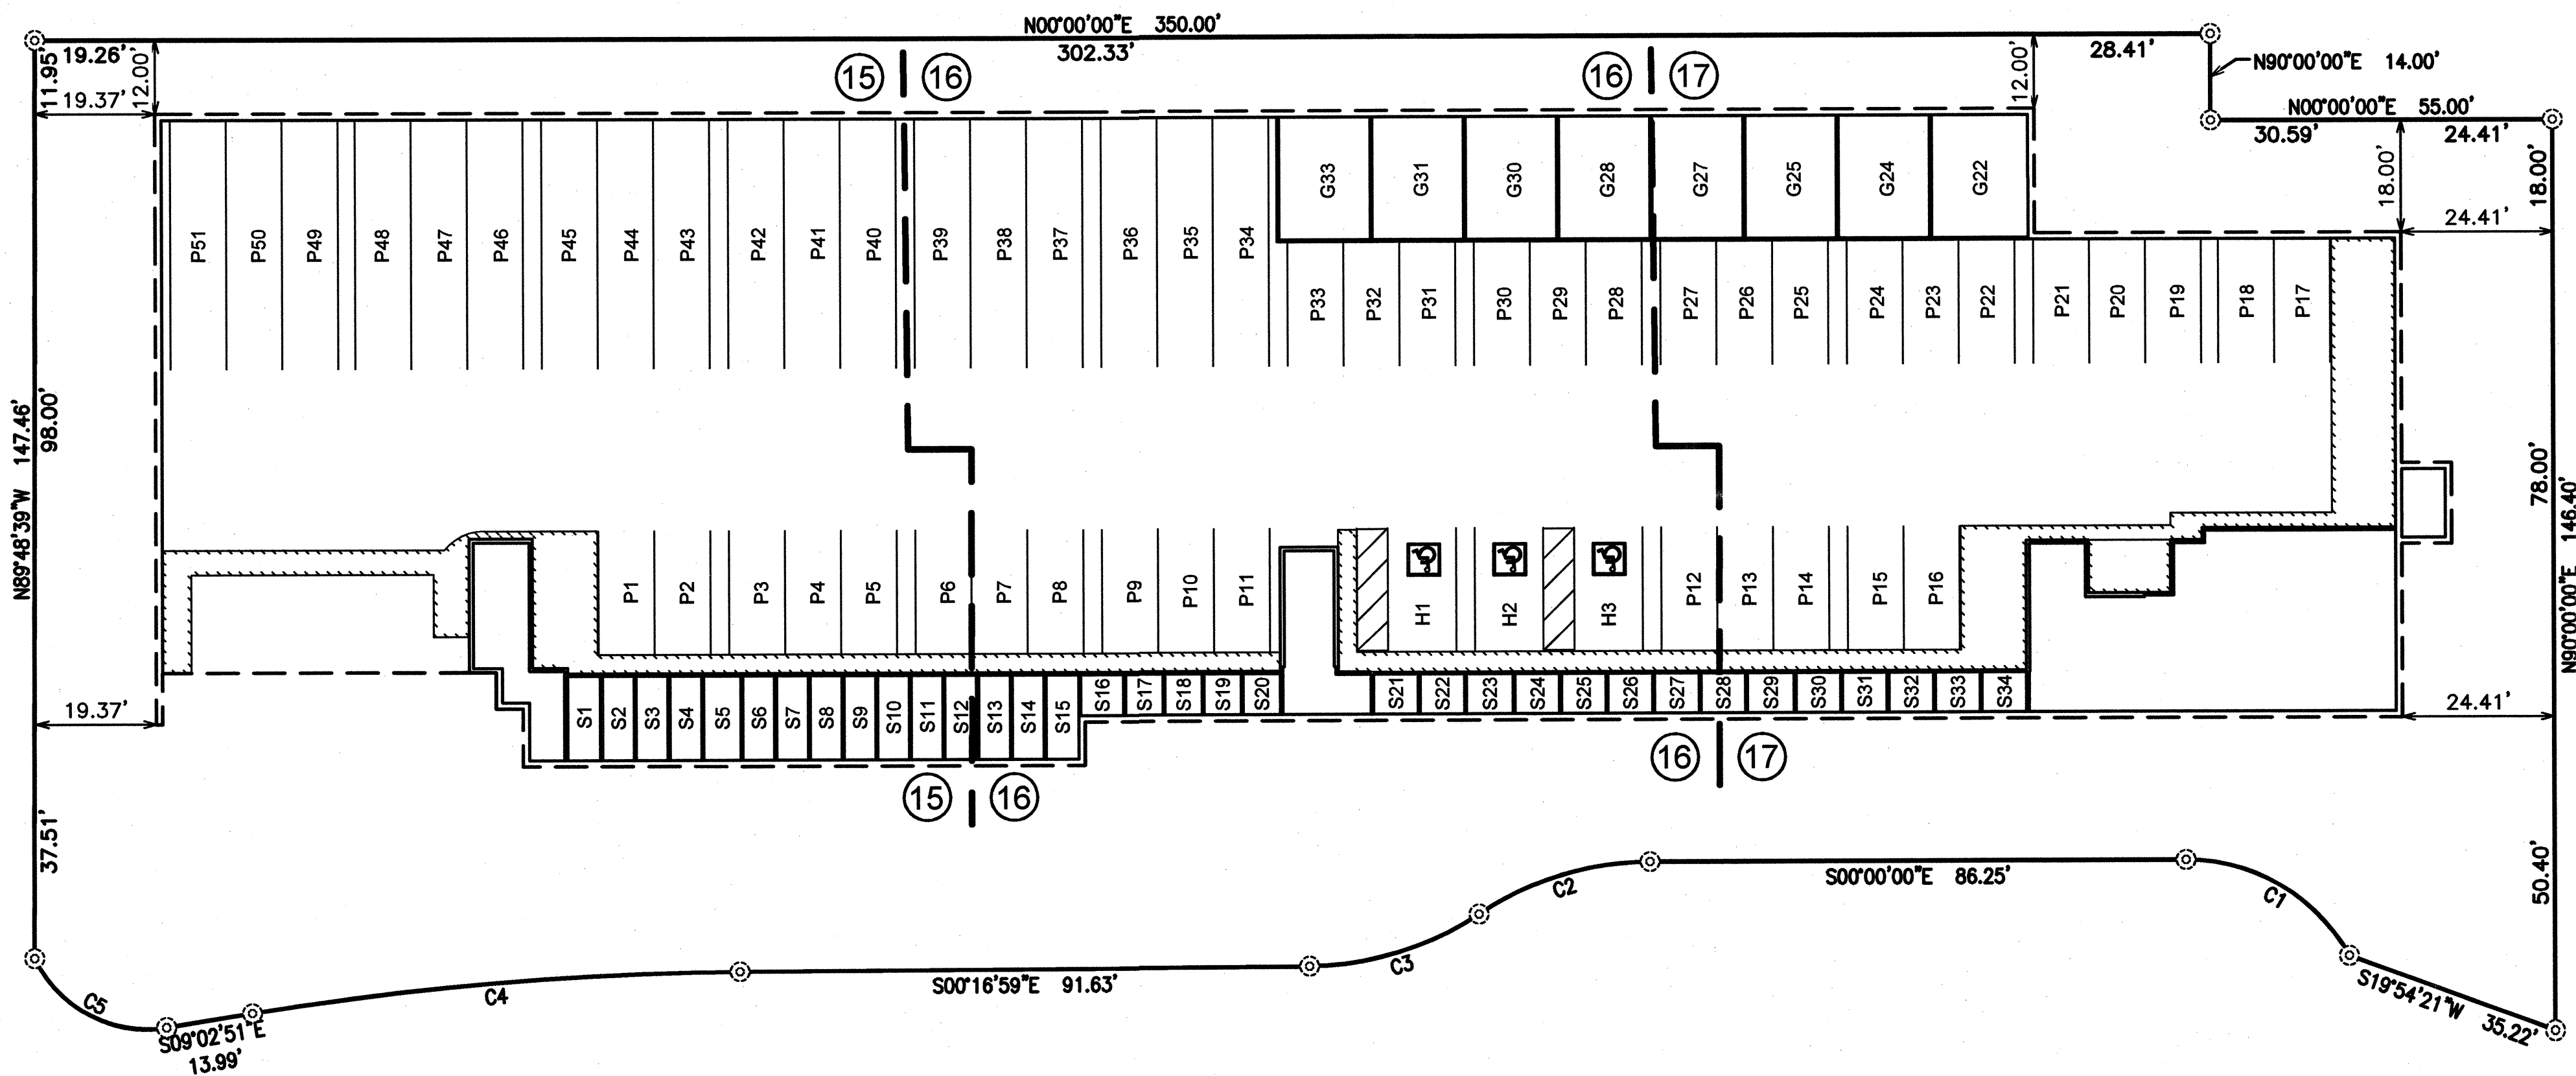 N00°00'00"E 350.00'
302.33'
19.26'
28.41'
11.95'
12.00'
19.37'
15
16
16
17
12.00'
N90°00'00"E 14.00'
N00°00'00"E 55.00'
30.59'
24.41'
18.00'
18.00'
24.41'
G33
G31
G30
G28
G27
G25
G24
G22
P51
P50
P49
P48
P47
P46
P45
P44
P43
P42
P41
P40
P39
P38
P37
P36
P35
P34
P33
P32
P31
P30
P29
P28
P27
P26
P25
P24
P23
P22
P21
P20
P19
P18
P17
N89°48'39"W 147.46'
98.00'
78.00'
N90°00'00"E 146.40'
P1
P2
P3
P4
P5
P6
P7
P8
P9
P10
P11
H1
H2
H3
P12
P13
P14
P15
P16
S1
S2
S3
S4
S5
S6
S7
S8
S9
S10
S11
S12
S13
S14
S15
S16
S17
S18
S19
S20
S21
S22
S23
S24
S25
S26
S27
S28
S29
S30
S31
S32
S33
S34
19.37'
24.41'
15
16
16
17
37.51'
50.40'
C5
S09°02'51"E
13.99'
C4
S00°16'59"E 91.63'
C3
C2
S00°00'00"E 86.25'
C1
S19°54'21"W 35.22'